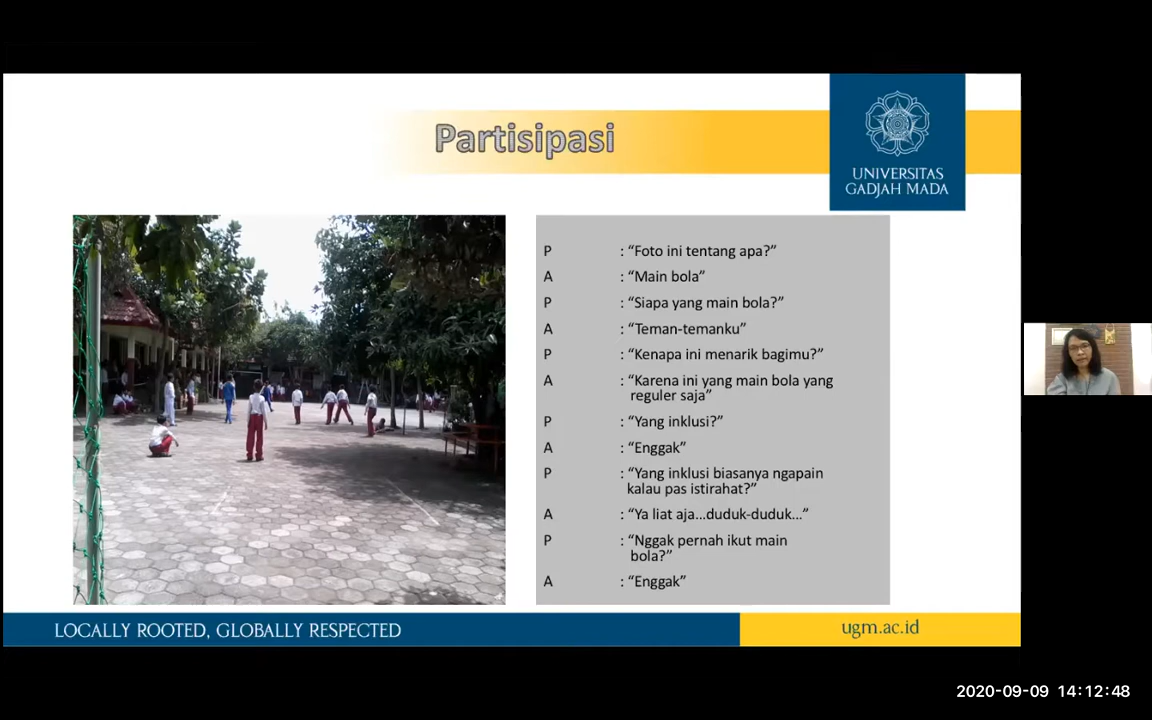 Partisipasi
UNIVERSITAS
GADJAH MADA
P : “Foto ini tentang apa?”
A : “Main bola”
P : “Siapa yang main bola?”
A : “Teman-temanku”
P : “Kenapa ini menarik bagimu?”
A : “Karena ini yang main bola yang
reguler saja”
P : “Yang inklusi?”
A : “Enggak”
P : “Yang inklusi biasanya ngapain
kalau pas istirahat?”
A : “Ya liat aja...duduk-duduk...”
P : “Nggak pernah ikut main
bola?”
A : “Enggak”
LOCALLY ROOTED, GLOBALLY RESPECTED
ugm.ac.id
2020-09-09 14:12:48